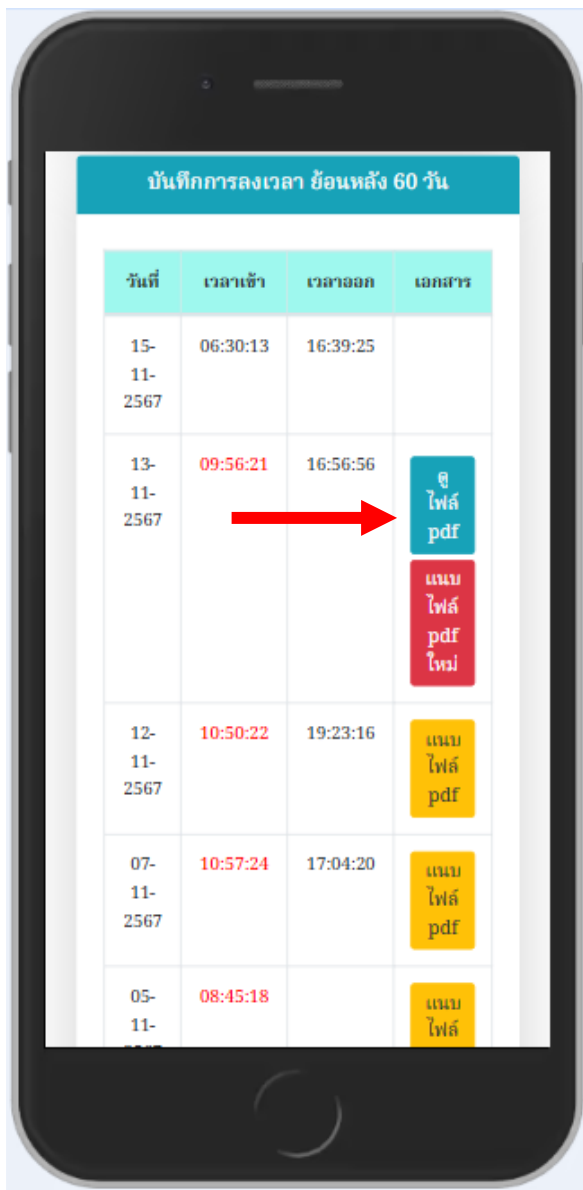 บันทึกการลงเวลา ย้อนหลัง 60 วัน
วันที่ เวลาเข้า เวลาออก เอกสาร
15- 06:30:13 16:39:25
11-
2567
13- 09:56:21 16:56:56
11-
2567
ดู
ไฟล์
pdf
แนบ
ไฟล์
pdf
ใหม่
12- 10:50:22 19:23:16
11-
2567
แนบ
ไฟล์
pdf
07- 10:57:24 17:04:20
11-
2567
แนบ
ไฟล์
pdf
05- 08:45:18
11-
แนบ
ไฟล์